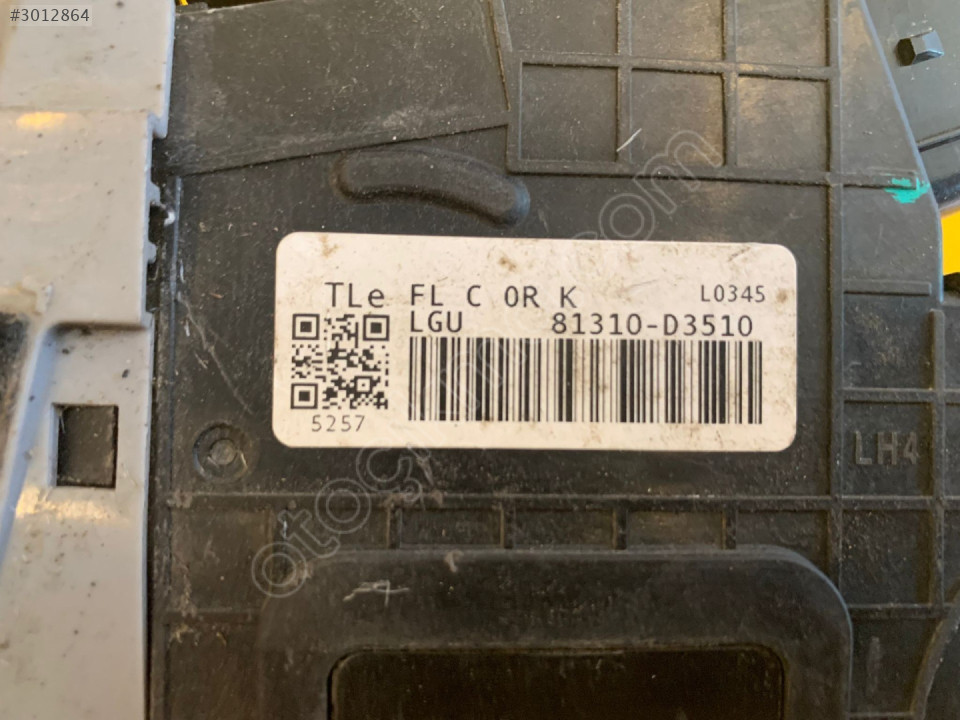 #3012864
TLe FL C 0R K L0345
LGU 81310-D3510
5257
LH4